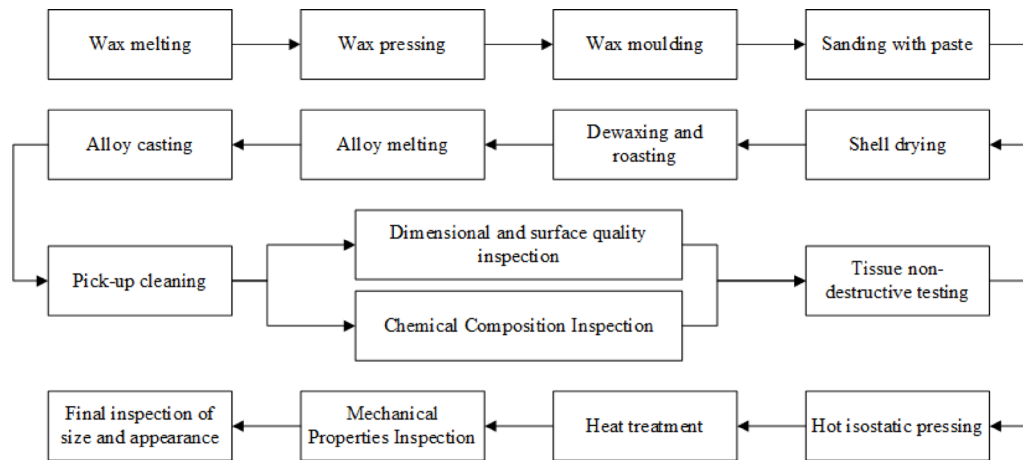 Wax melting
Wax pressing
Wax moulding
Sanding with paste
Shell drying
Dewaxing and
roasting
Alloy melting
Alloy casting
Pick-up cleaning
Dimensional and surface quality
inspection
Chemical Composition Inspection
Tissue non-
destructive testing
Hot isostatic pressing
Heat treatment
Mechanical
Properties Inspection
Final inspection of
size and appearance